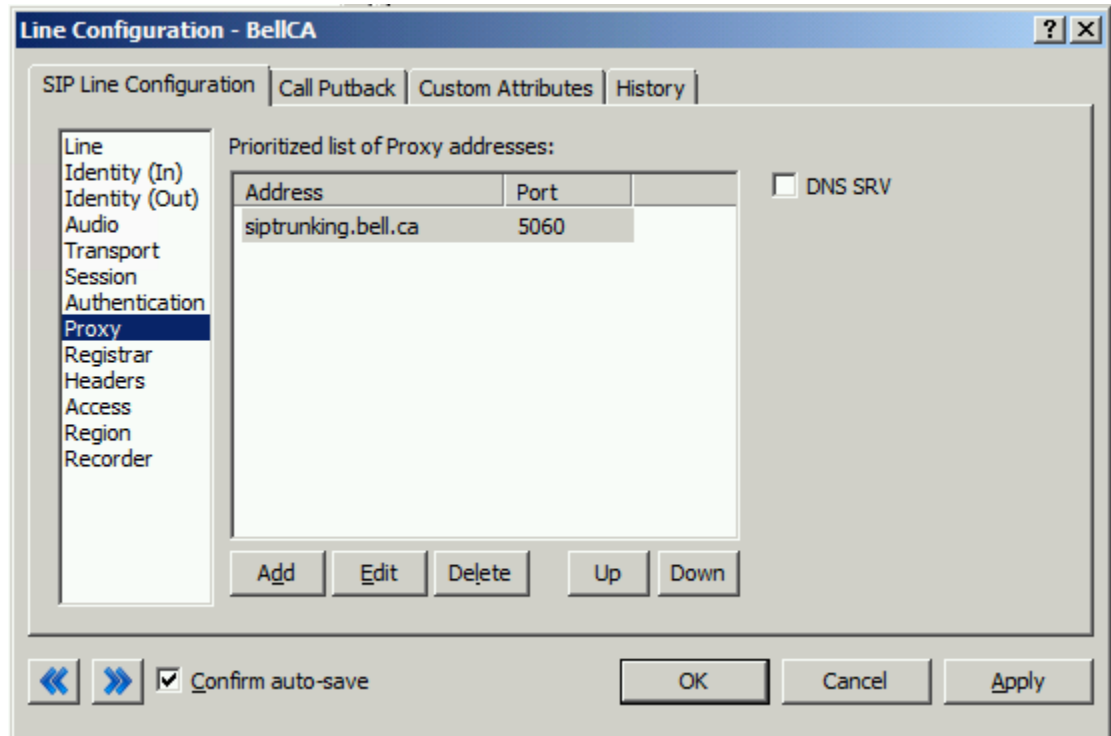 Line Configuration - BellCA
SIP Line Configuration Call Putback Custom Attributes History
Line
Identity (In)
Identity (Out)
Audio
Transport
Session
Authentication
Proxy
Registrar
Headers
Access
Region
Recorder
Prioritized list of Proxy addresses:
Address Port
siptrunking.bell.ca 5060
DNS SRV
Add Edit Delete Up Down
Confirm auto-save
OK Cancel Apply